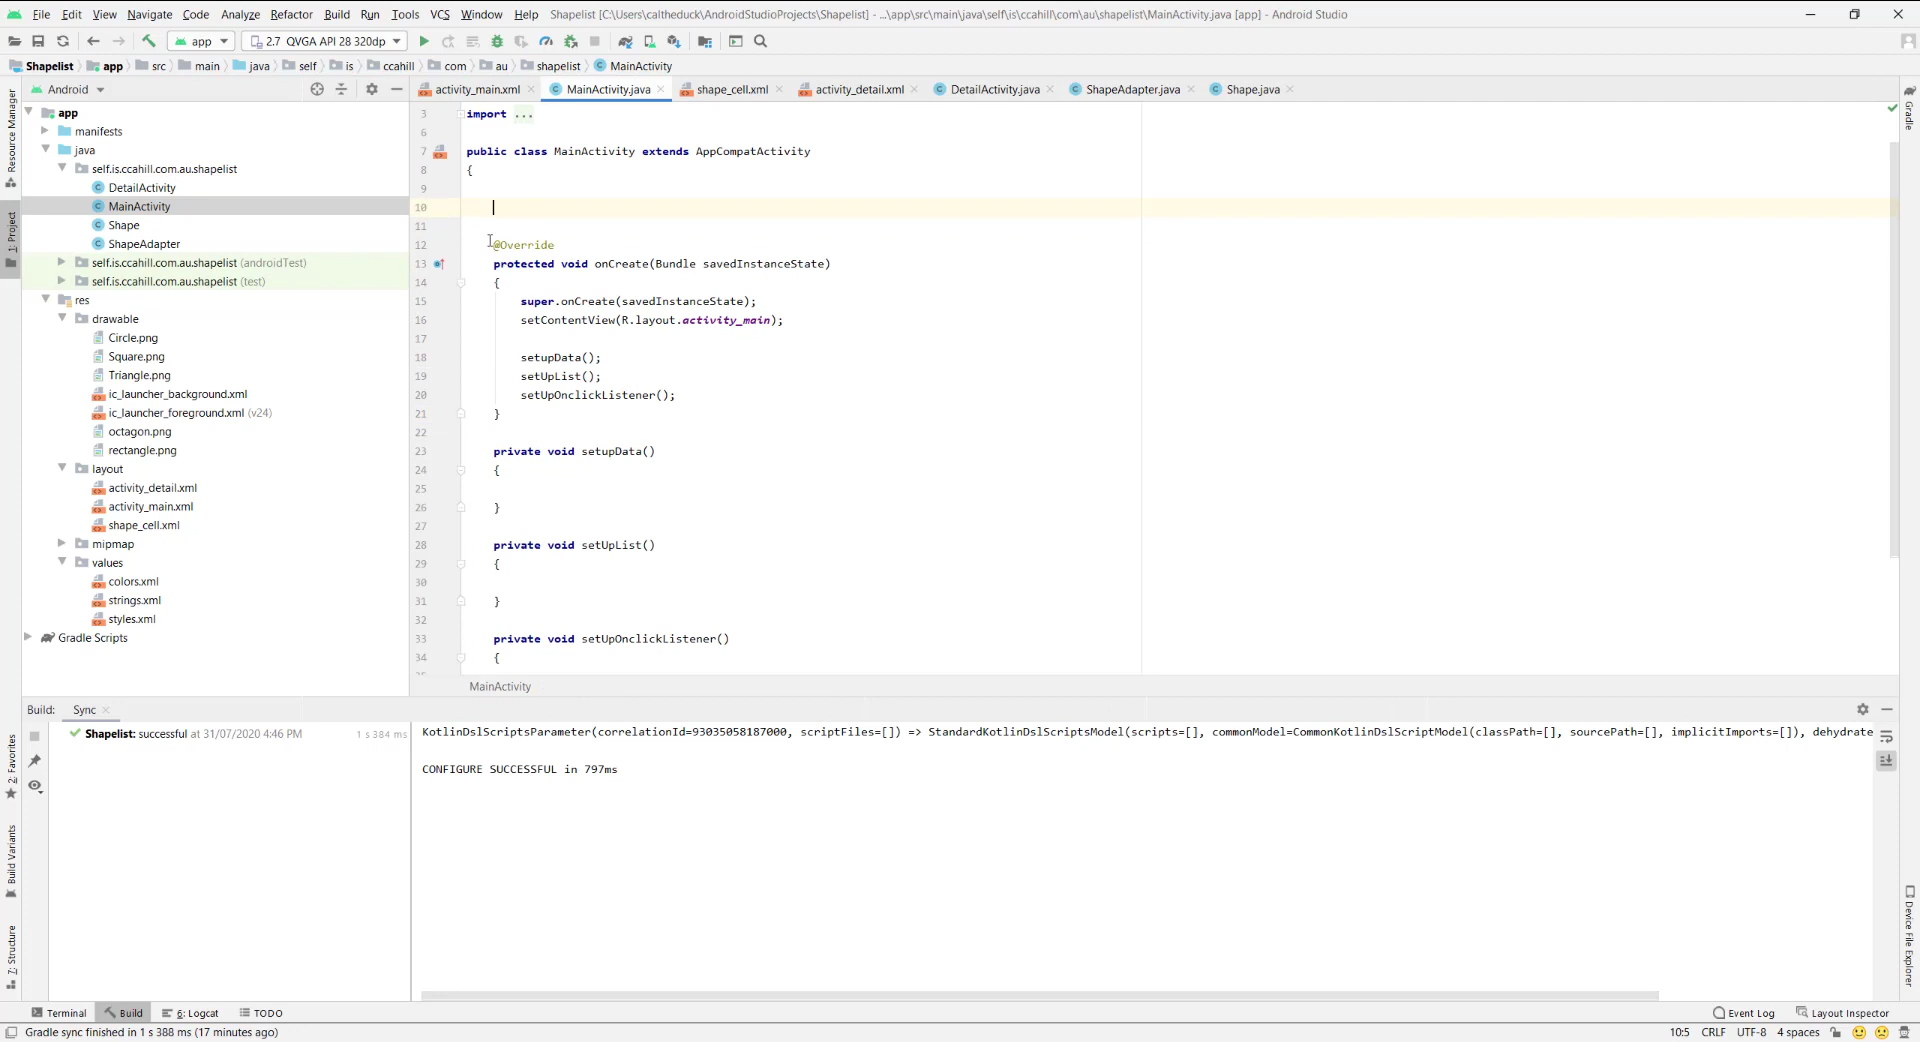 File Edit View Navigate Code Analyze Refactor Build Run Tools VCS Window Help Shapelist [C:\Users\caltheduck\AndroidStudioProjects\Shapelist] - ...\app\src\main\java\self\is\ccahill\com\au\shapelist\MainActivity.java [app] - Android Studio
app 2.7 QVGA API 28 320dp
Shapelist app src main java self is ccahill com au shapelist MainActivity
Android
activity_main.xml MainActivity.java shape_cell.xml activity_detail.xml DetailActivity.java ShapeAdapter.java Shape.java
Resource Manager
1: Project
2: Favorites
Build Variants
7: Structure
app
manifests
java
self.is.ccahill.com.au.shapelist
DetailActivity
MainActivity
Shape
ShapeAdapter
self.is.ccahill.com.au.shapelist (androidTest)
self.is.ccahill.com.au.shapelist (test)
res
drawable
Circle.png
Square.png
Triangle.png
ic_launcher_background.xml
ic_launcher_foreground.xml (v24)
octagon.png
rectangle.png
layout
activity_detail.xml
activity_main.xml
shape_cell.xml
mipmap
values
colors.xml
strings.xml
styles.xml
Gradle Scripts
3 import ...
6
7 public class MainActivity extends AppCompatActivity
8 {
9
10
11
12 @Override
13 protected void onCreate(Bundle savedInstanceState)
14 {
15 super.onCreate(savedInstanceState);
16 setContentView(R.layout.activity_main);
17
18 setupData();
19 setUpList();
20 setUpOnclickListener();
21 }
22
23 private void setupData()
24 {
25
26 }
27
28 private void setUpList()
29 {
30
31 }
32
33 private void setUpOnclickListener()
34 {
MainActivity
Gradle
Device File Explorer
Build: Sync
Shapelist: successful at 31/07/2020 4:46 PM 1 s 384 ms
KotlinDslScriptsParameter(correlationId=93035058187000, scriptFiles=[]) => StandardKotlinDslScriptsModel(scripts=[], commonModel=CommonKotlinDslScriptModel(classPath=[], sourcePath=[], implicitImports=[]), dehydrate
CONFIGURE SUCCESSFUL in 797ms
Terminal Build 6: Logcat TODO Event Log Layout Inspector
Gradle sync finished in 1 s 388 ms (17 minutes ago) 10:5 CRLF UTF-8 4 spaces